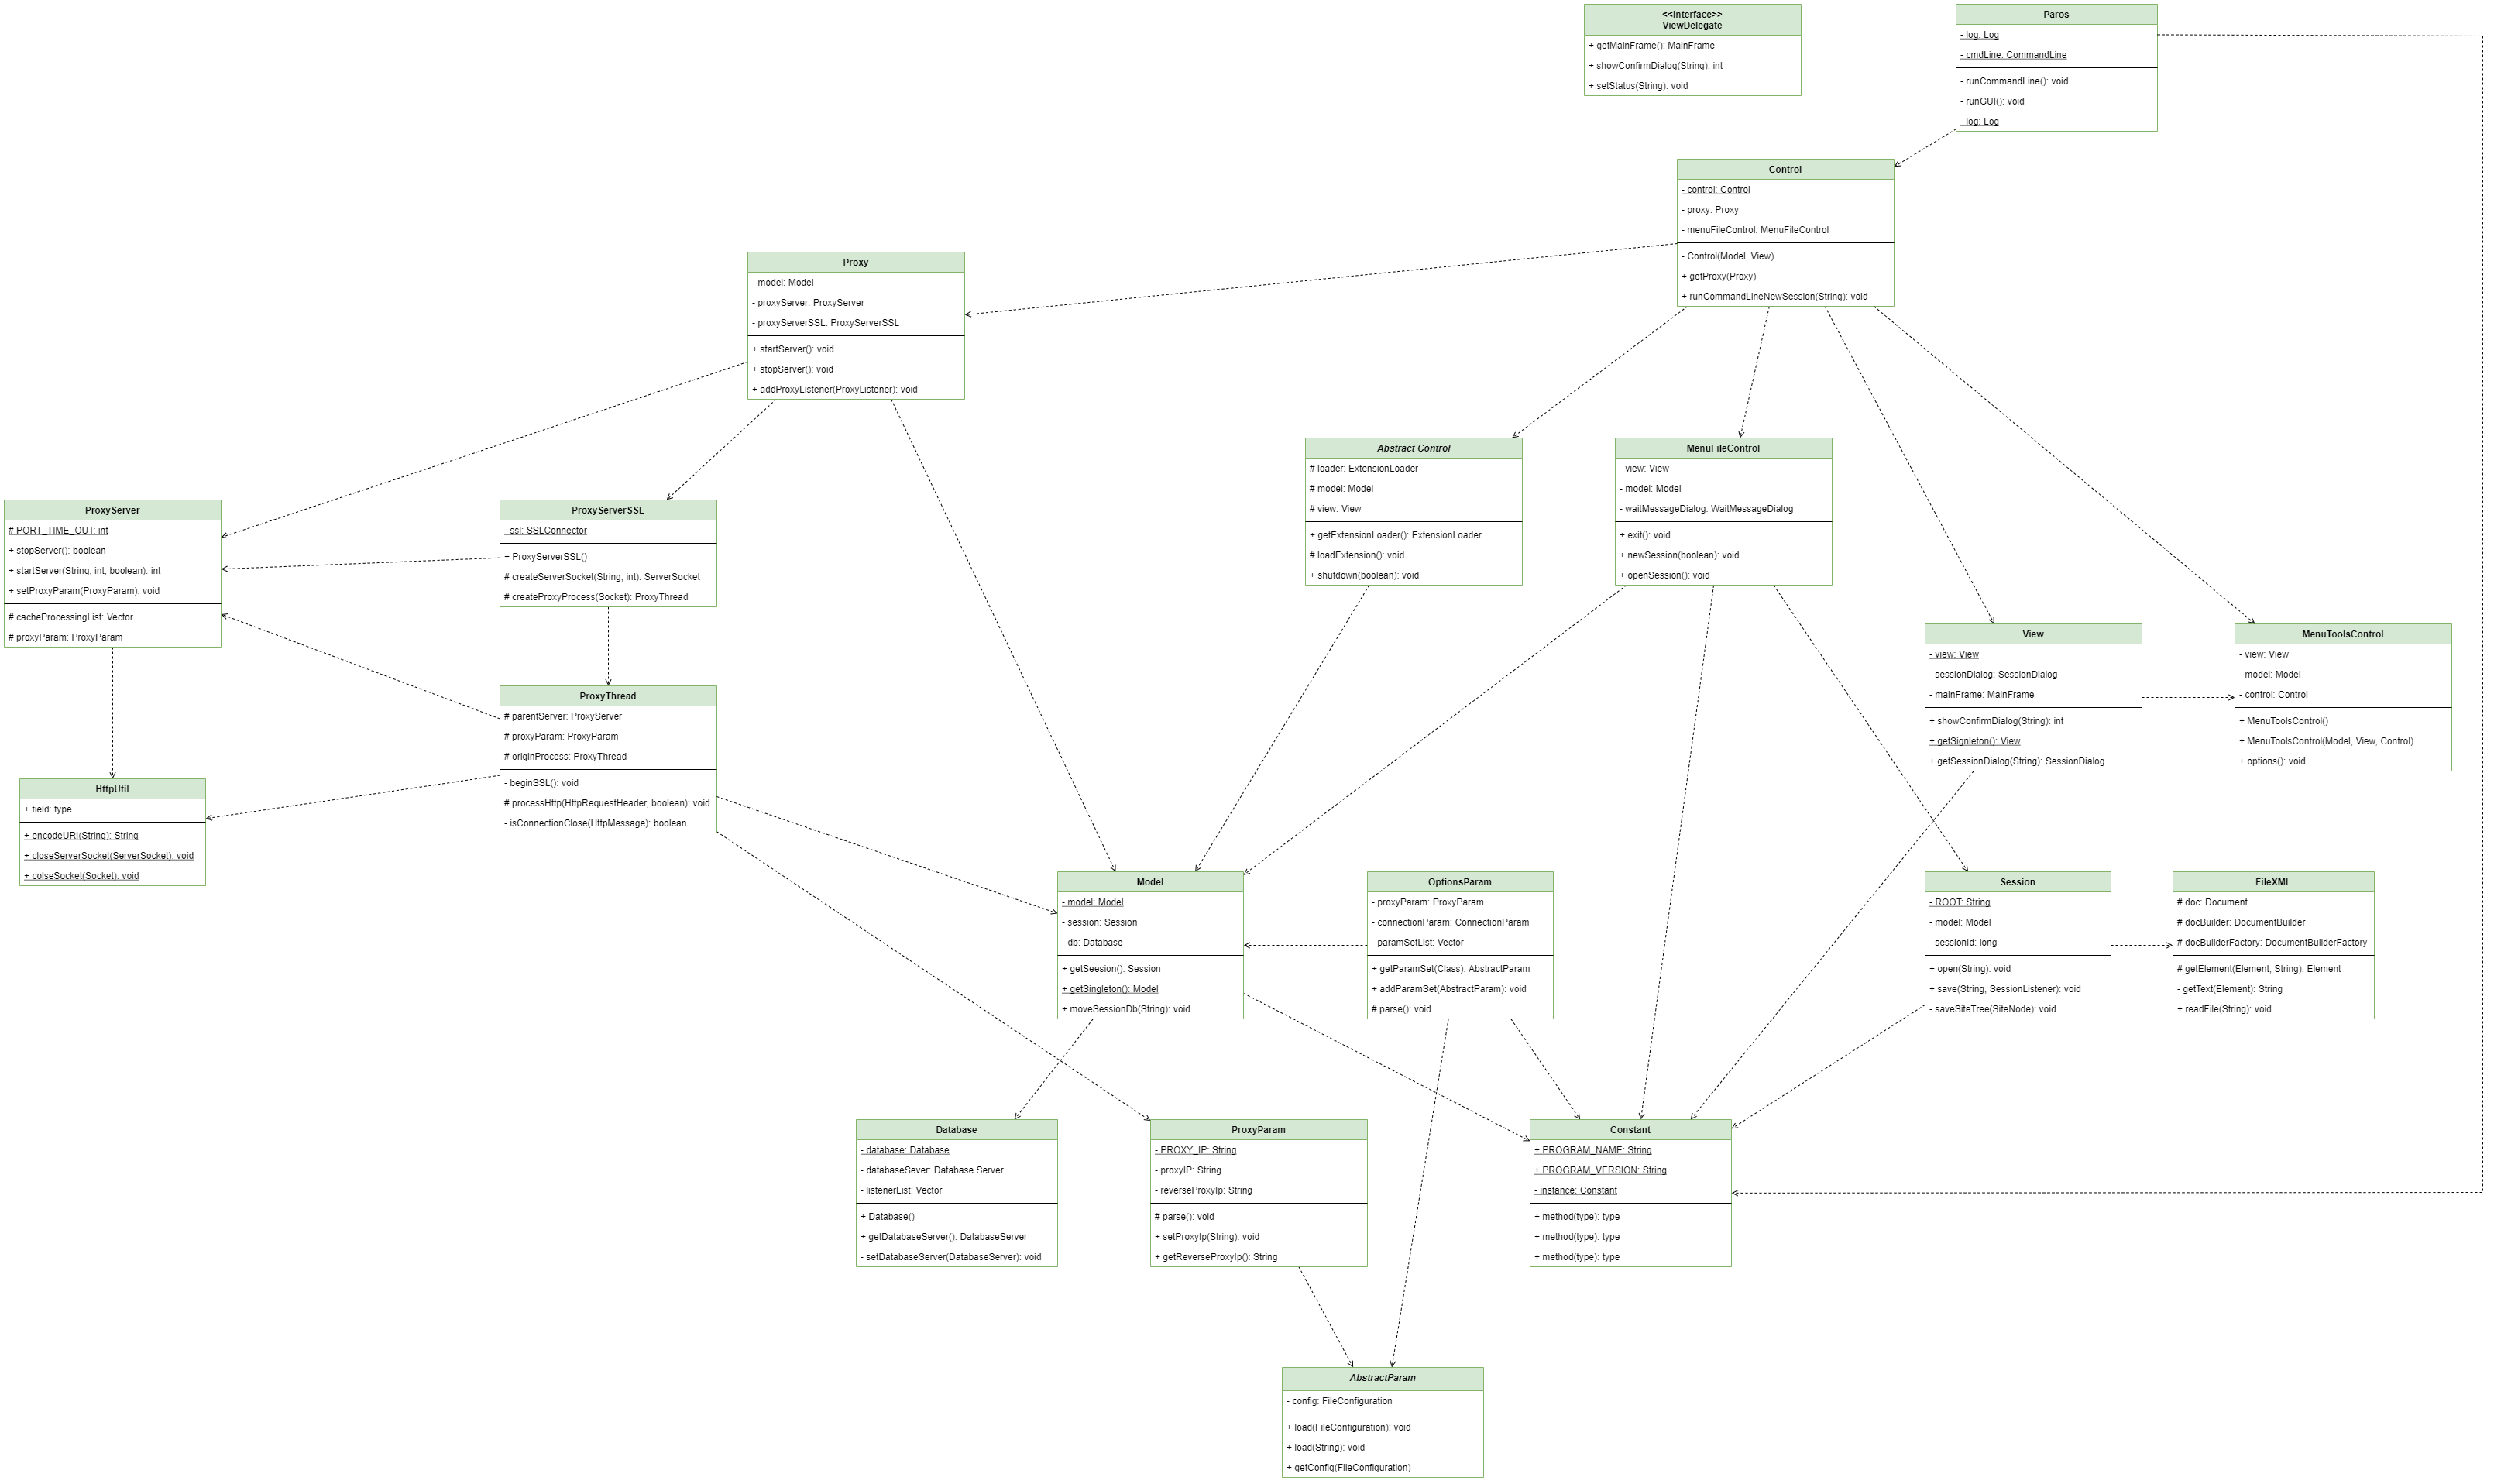 <<interface>>
ViewDelegate
+ getMainFrame(): MainFrame
+ showConfirmDialog(String): int
+ setStatus(String): void
Paros
- log: Log
- cmdLine: CommandLine
- runCommandLine(): void
- runGUI(): void
- log: Log
Control
- control: Control
- proxy: Proxy
- menuFileControl: MenuFileControl
- Control(Model, View)
+ getProxy(Proxy)
+ runCommandLineNewSession(String): void
Proxy
- model: Model
- proxyServer: ProxyServer
- proxyServerSSL: ProxyServerSSL
+ startServer(): void
+ stopServer(): void
+ addProxyListener(ProxyListener): void
Abstract Control
# loader: ExtensionLoader
# model: Model
# view: View
+ getExtensionLoader(): ExtensionLoader
# loadExtension(): void
+ shutdown(boolean): void
MenuFileControl
- view: View
- model: Model
- waitMessageDialog: WaitMessageDialog
+ exit(): void
+ newSession(boolean): void
+ openSession(): void
ProxyServer
# PORT_TIME_OUT: int
+ stopServer(): boolean
+ startServer(String, int, boolean): int
+ setProxyParam(ProxyParam): void
# cacheProcessingList: Vector
# proxyParam: ProxyParam
ProxyServerSSL
- ssl: SSLConnector
+ ProxyServerSSL()
# createServerSocket(String, int): ServerSocket
# createProxyProcess(Socket): ProxyThread
View
- view: View
- sessionDialog: SessionDialog
- mainFrame: MainFrame
+ showConfirmDialog(String): int
+ getSignleton(): View
+ getSessionDialog(String): SessionDialog
MenuToolsControl
- view: View
- model: Model
- control: Control
+ MenuToolsControl()
+ MenuToolsControl(Model, View, Control)
+ options(): void
ProxyThread
# parentServer: ProxyServer
# proxyParam: ProxyParam
# originProcess: ProxyThread
- beginSSL(): void
# processHttp(HttpRequestHeader, boolean): void
- isConnectionClose(HttpMessage): boolean
HttpUtil
+ field: type
+ encodeURI(String): String
+ closeServerSocket(ServerSocket): void
+ colseSocket(Socket): void
Model
- model: Model
- session: Session
- db: Database
+ getSeesion(): Session
+ getSingleton(): Model
+ moveSessionDb(String): void
OptionsParam
- proxyParam: ProxyParam
- connectionParam: ConnectionParam
- paramSetList: Vector
+ getParamSet(Class): AbstractParam
+ addParamSet(AbstractParam): void
# parse(): void
Session
- ROOT: String
- model: Model
- sessionId: long
+ open(String): void
+ save(String, SessionListener): void
- saveSiteTree(SiteNode): void
FileXML
# doc: Document
# docBuilder: DocumentBuilder
# docBuilderFactory: DocumentBuilderFactory
# getElement(Element, String): Element
- getText(Element): String
+ readFile(String): void
Database
- database: Database
- databaseSever: Database Server
- listenerList: Vector
+ Database()
+ getDatabaseServer(): DatabaseServer
- setDatabaseServer(DatabaseServer): void
ProxyParam
- PROXY_IP: String
- proxyIP: String
- reverseProxyIp: String
# parse(): void
+ setProxyIp(String): void
+ getReverseProxyIp(): String
Constant
+ PROGRAM_NAME: String
+ PROGRAM_VERSION: String
- instance: Constant
+ method(type): type
+ method(type): type
+ method(type): type
AbstractParam
- config: FileConfiguration
+ load(FileConfiguration): void
+ load(String): void
+ getConfig(FileConfiguration)